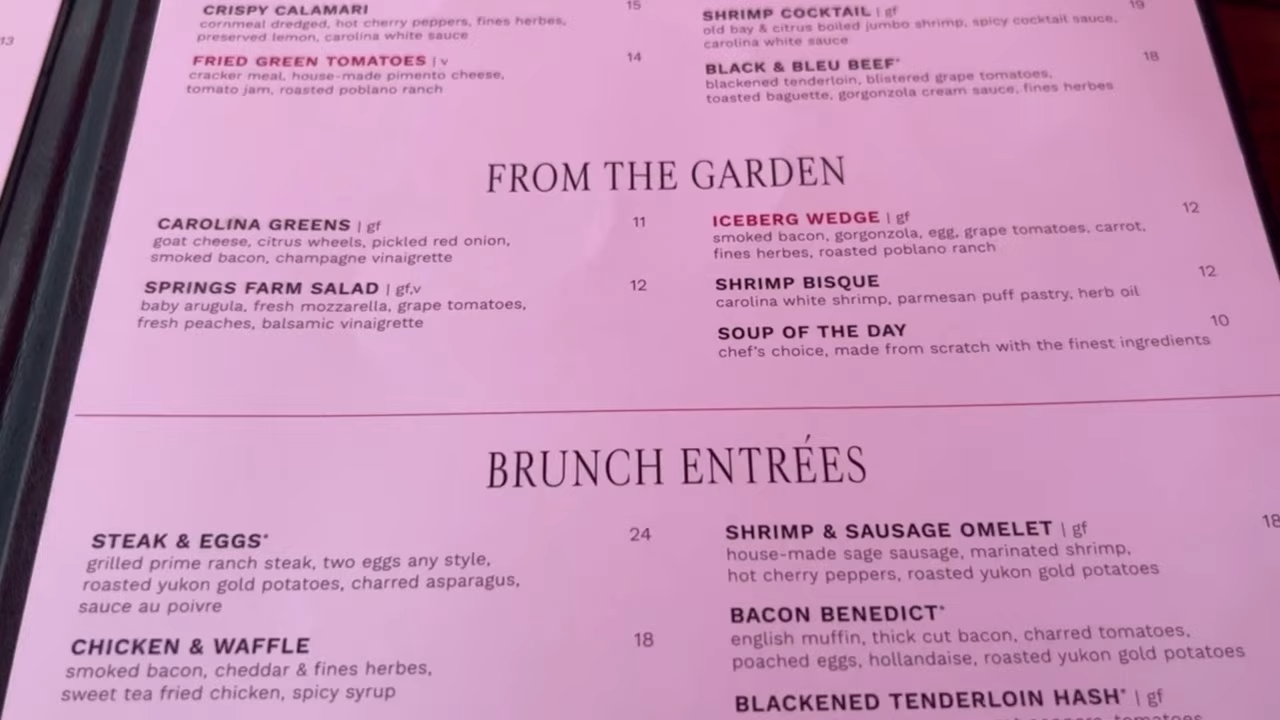 13
CRISPY CALAMARI 15
cornmeal dredged, hot cherry peppers, fines herbes,
preserved lemon, carolina white sauce
FRIED GREEN TOMATOES | v 14
cracker meal, house-made pimento cheese,
tomato jam, roasted poblano ranch
SHRIMP COCKTAIL | gf 19
old bay & citrus boiled jumbo shrimp, spicy cocktail sauce,
carolina white sauce
BLACK & BLEU BEEF* 18
blackened tenderloin, blistered grape tomatoes,
toasted baguette, gorgonzola cream sauce, fines herbes
FROM THE GARDEN
CAROLINA GREENS | gf 11
goat cheese, citrus wheels, pickled red onion,
smoked bacon, champagne vinaigrette
SPRINGS FARM SALAD | gf,v 12
baby arugula, fresh mozzarella, grape tomatoes,
fresh peaches, balsamic vinaigrette
ICEBERG WEDGE | gf 12
smoked bacon, gorgonzola, egg, grape tomatoes, carrot,
fines herbes, roasted poblano ranch
SHRIMP BISQUE 12
carolina white shrimp, parmesan puff pastry, herb oil
SOUP OF THE DAY 10
chef's choice, made from scratch with the finest ingredients
BRUNCH ENTRÉES
STEAK & EGGS* 24
grilled prime ranch steak, two eggs any style,
roasted yukon gold potatoes, charred asparagus,
sauce au poivre
CHICKEN & WAFFLE 18
smoked bacon, cheddar & fines herbes,
sweet tea fried chicken, spicy syrup
SHRIMP & SAUSAGE OMELET | gf 18
house-made sage sausage, marinated shrimp,
hot cherry peppers, roasted yukon gold potatoes
BACON BENEDICT*
english muffin, thick cut bacon, charred tomatoes,
poached eggs, hollandaise, roasted yukon gold potatoes
BLACKENED TENDERLOIN HASH* | gf
tomatoes